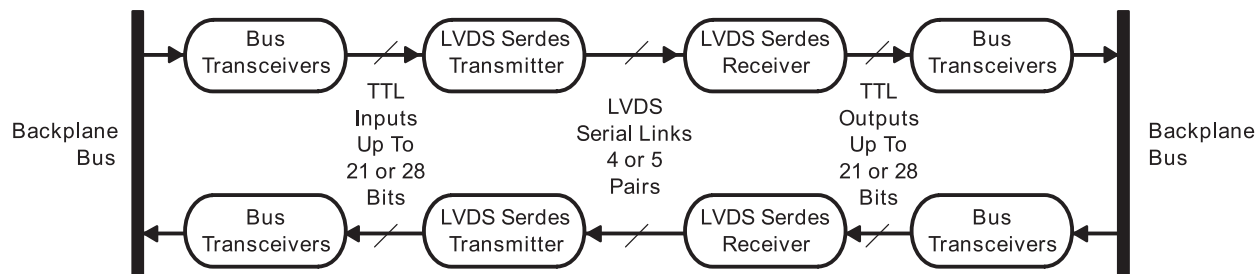 Bus
Transceivers
LVDS Serdes
Transmitter
LVDS Serdes
Receiver
Bus
Transceivers
Backplane
Bus
TTL
Inputs
Up To
21 or 28
Bits
LVDS
Serial Links
4 or 5
Pairs
TTL
Outputs
Up To
21 or 28
Bits
Backplane
Bus
Bus
Transceivers
LVDS Serdes
Transmitter
LVDS Serdes
Receiver
Bus
Transceivers